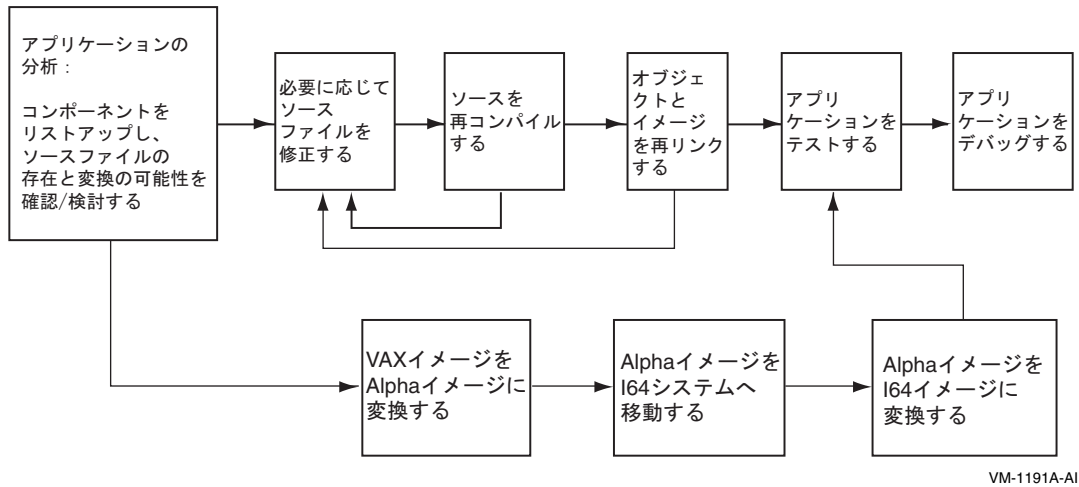 アプリケーションの
分析：
コンポーネントを
リストアップし、
ソースファイルの
存在と変換の可能性を
確認/検討する
必要に応じて
ソース
ファイルを
修正する
ソースを
再コンパイル
する
オブジェ
クトと
イメージ
を再リンク
する
アプリ
ケーションを
テストする
アプリ
ケーションを
デバッグする
VAXイメージを
Alphaイメージに
変換する
Alphaイメージを
I64システムへ
移動する
Alphaイメージを
I64イメージに
変換する
VM-1191A-AI